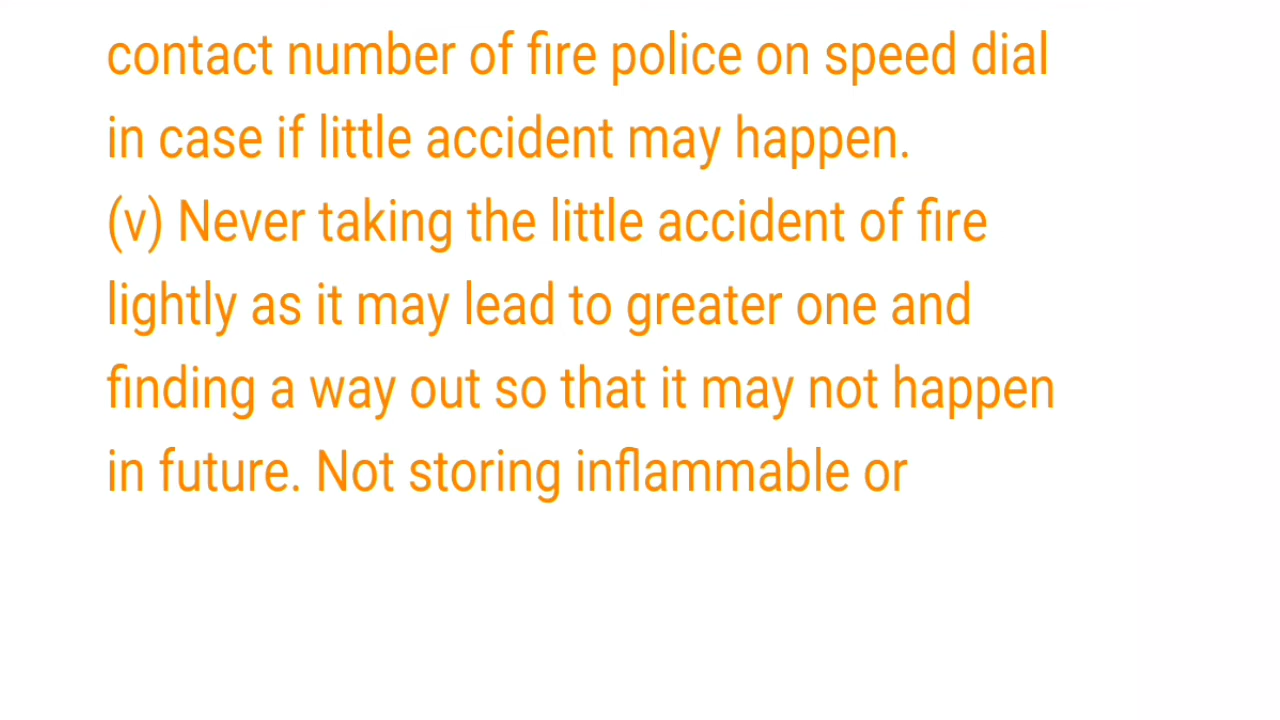 contact number of fire police on speed dial
in case if little accident may happen.
(v) Never taking the little accident of fire
lightly as it may lead to greater one and
finding a way out so that it may not happen
in future. Not storing inflammable or